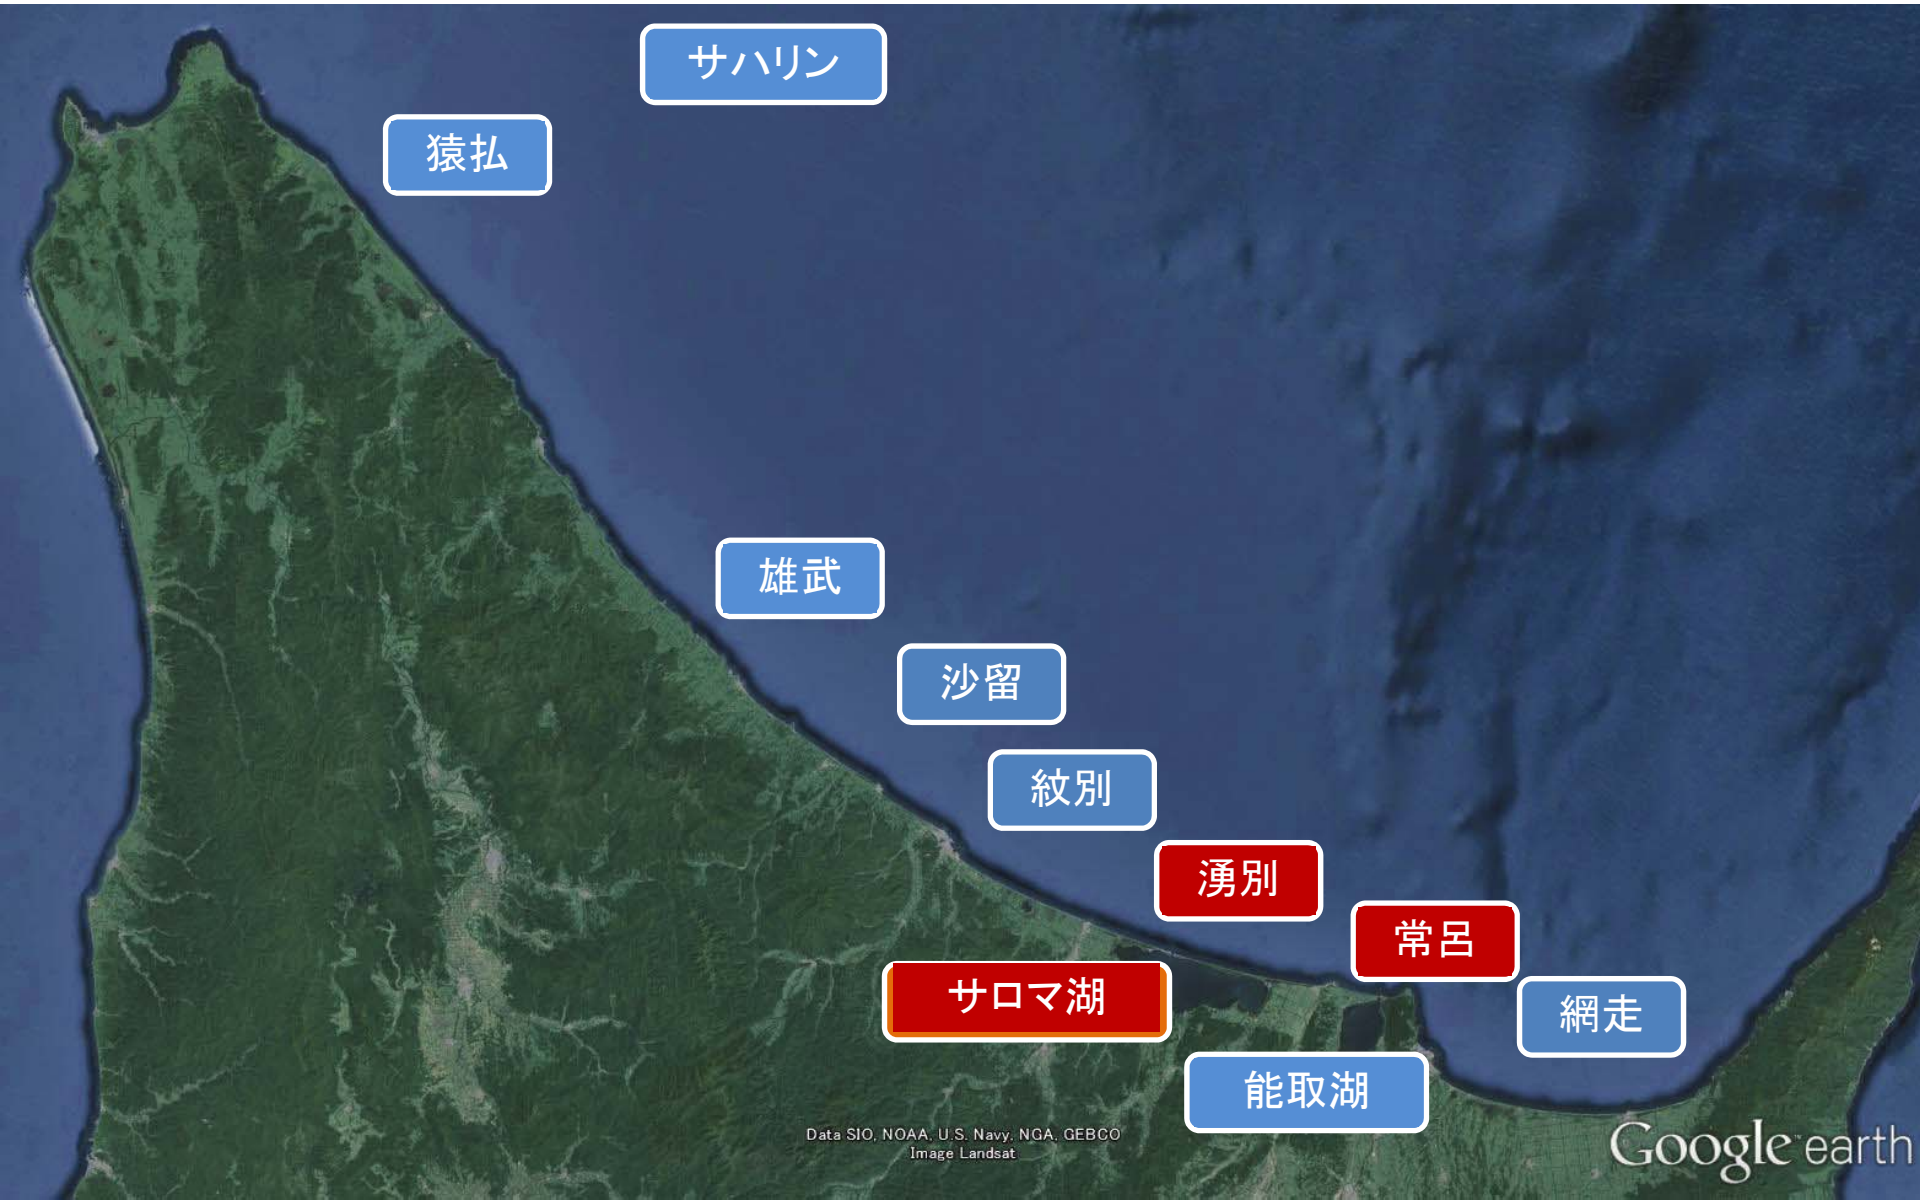 サハリン
猿払
雄武
沙留
紋別
湧別
常呂
サロマ湖
網走
能取湖
Data SIO, NOAA, U.S. Navy, NGA, GEBCO
Image Landsat
Google earth